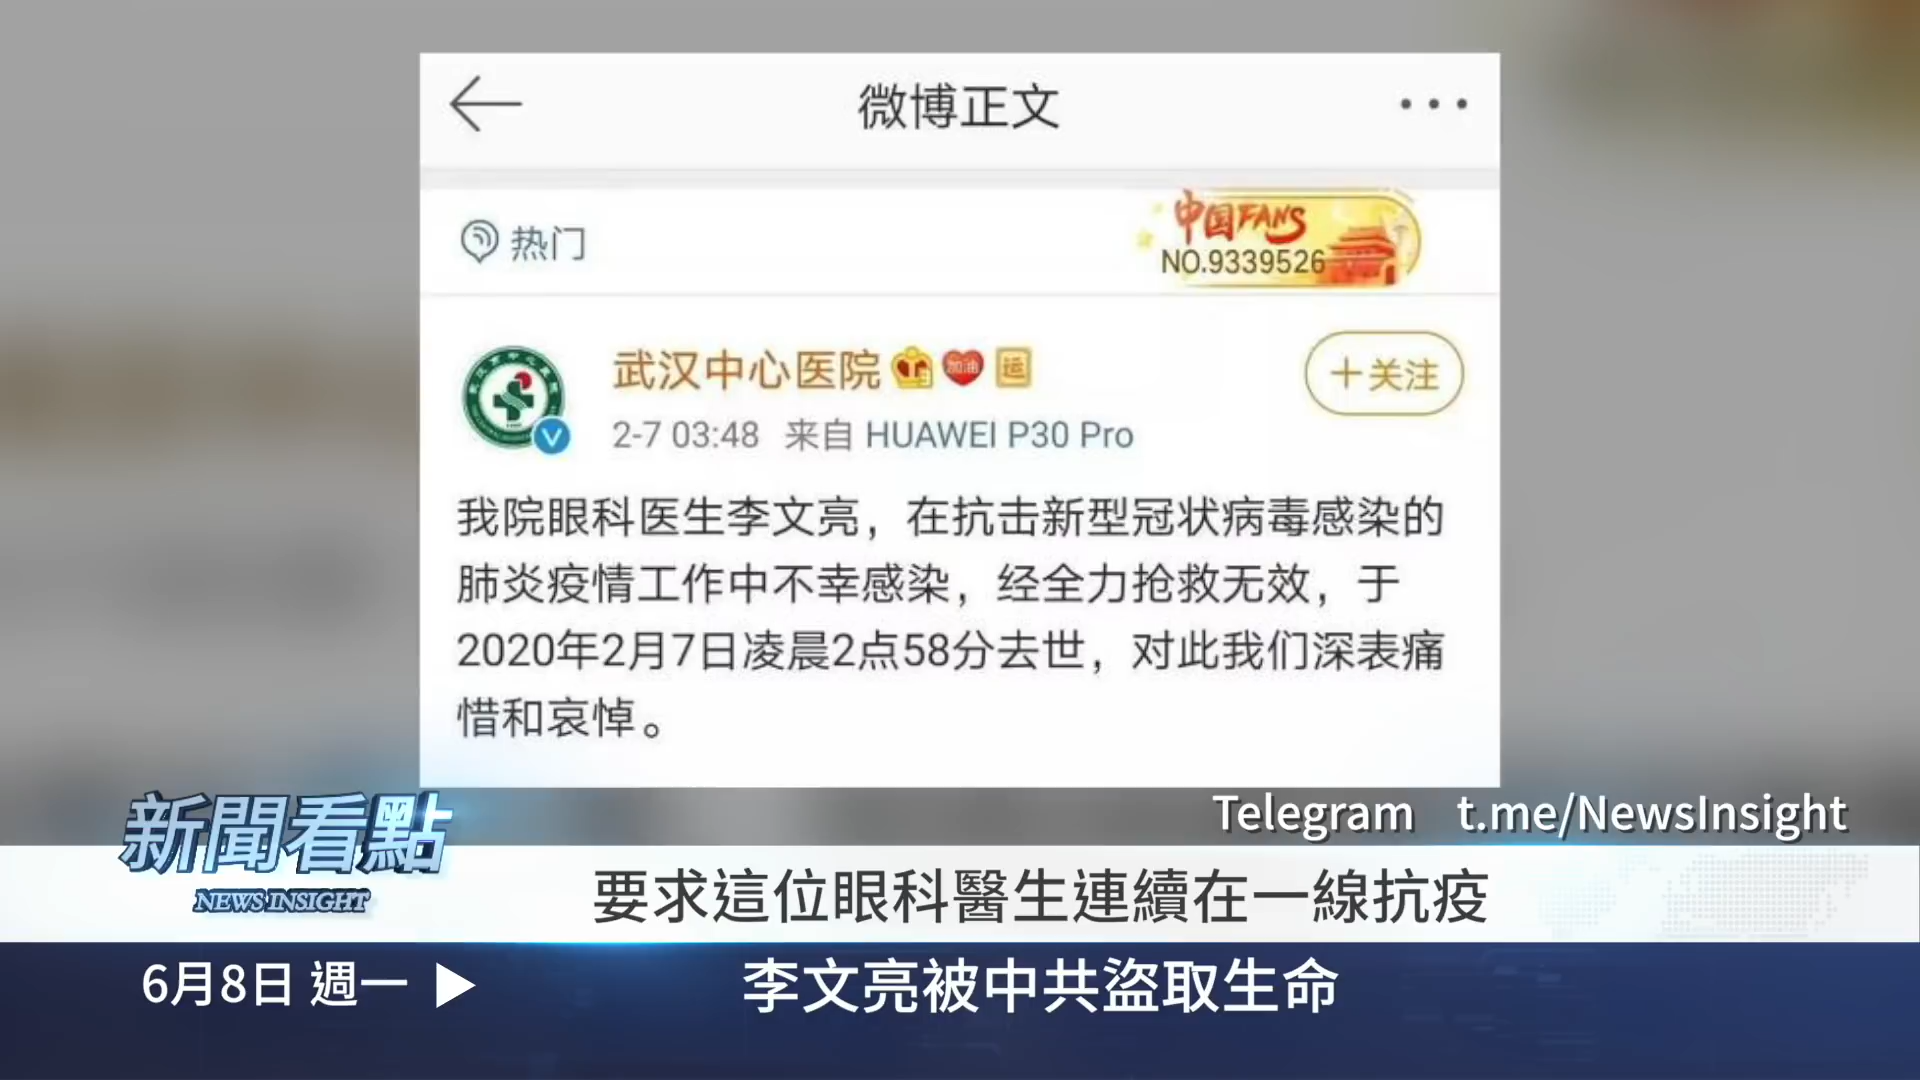 微博正文
热门
中国FANS
NO.9339526
武汉中心医院 加油 运
+关注
2-7 03:48 来自 HUAWEI P30 Pro
我院眼科医生李文亮，在抗击新型冠状病毒感染的
肺炎疫情工作中不幸感染，经全力抢救无效，于
2020年2月7日凌晨2点58分去世，对此我们深表痛
惜和哀悼。
Telegram t.me/NewsInsight
新聞看點
NEWS INSIGHT
要求這位眼科醫生連續在一線抗疫
6月8日 週一
李文亮被中共盜取生命